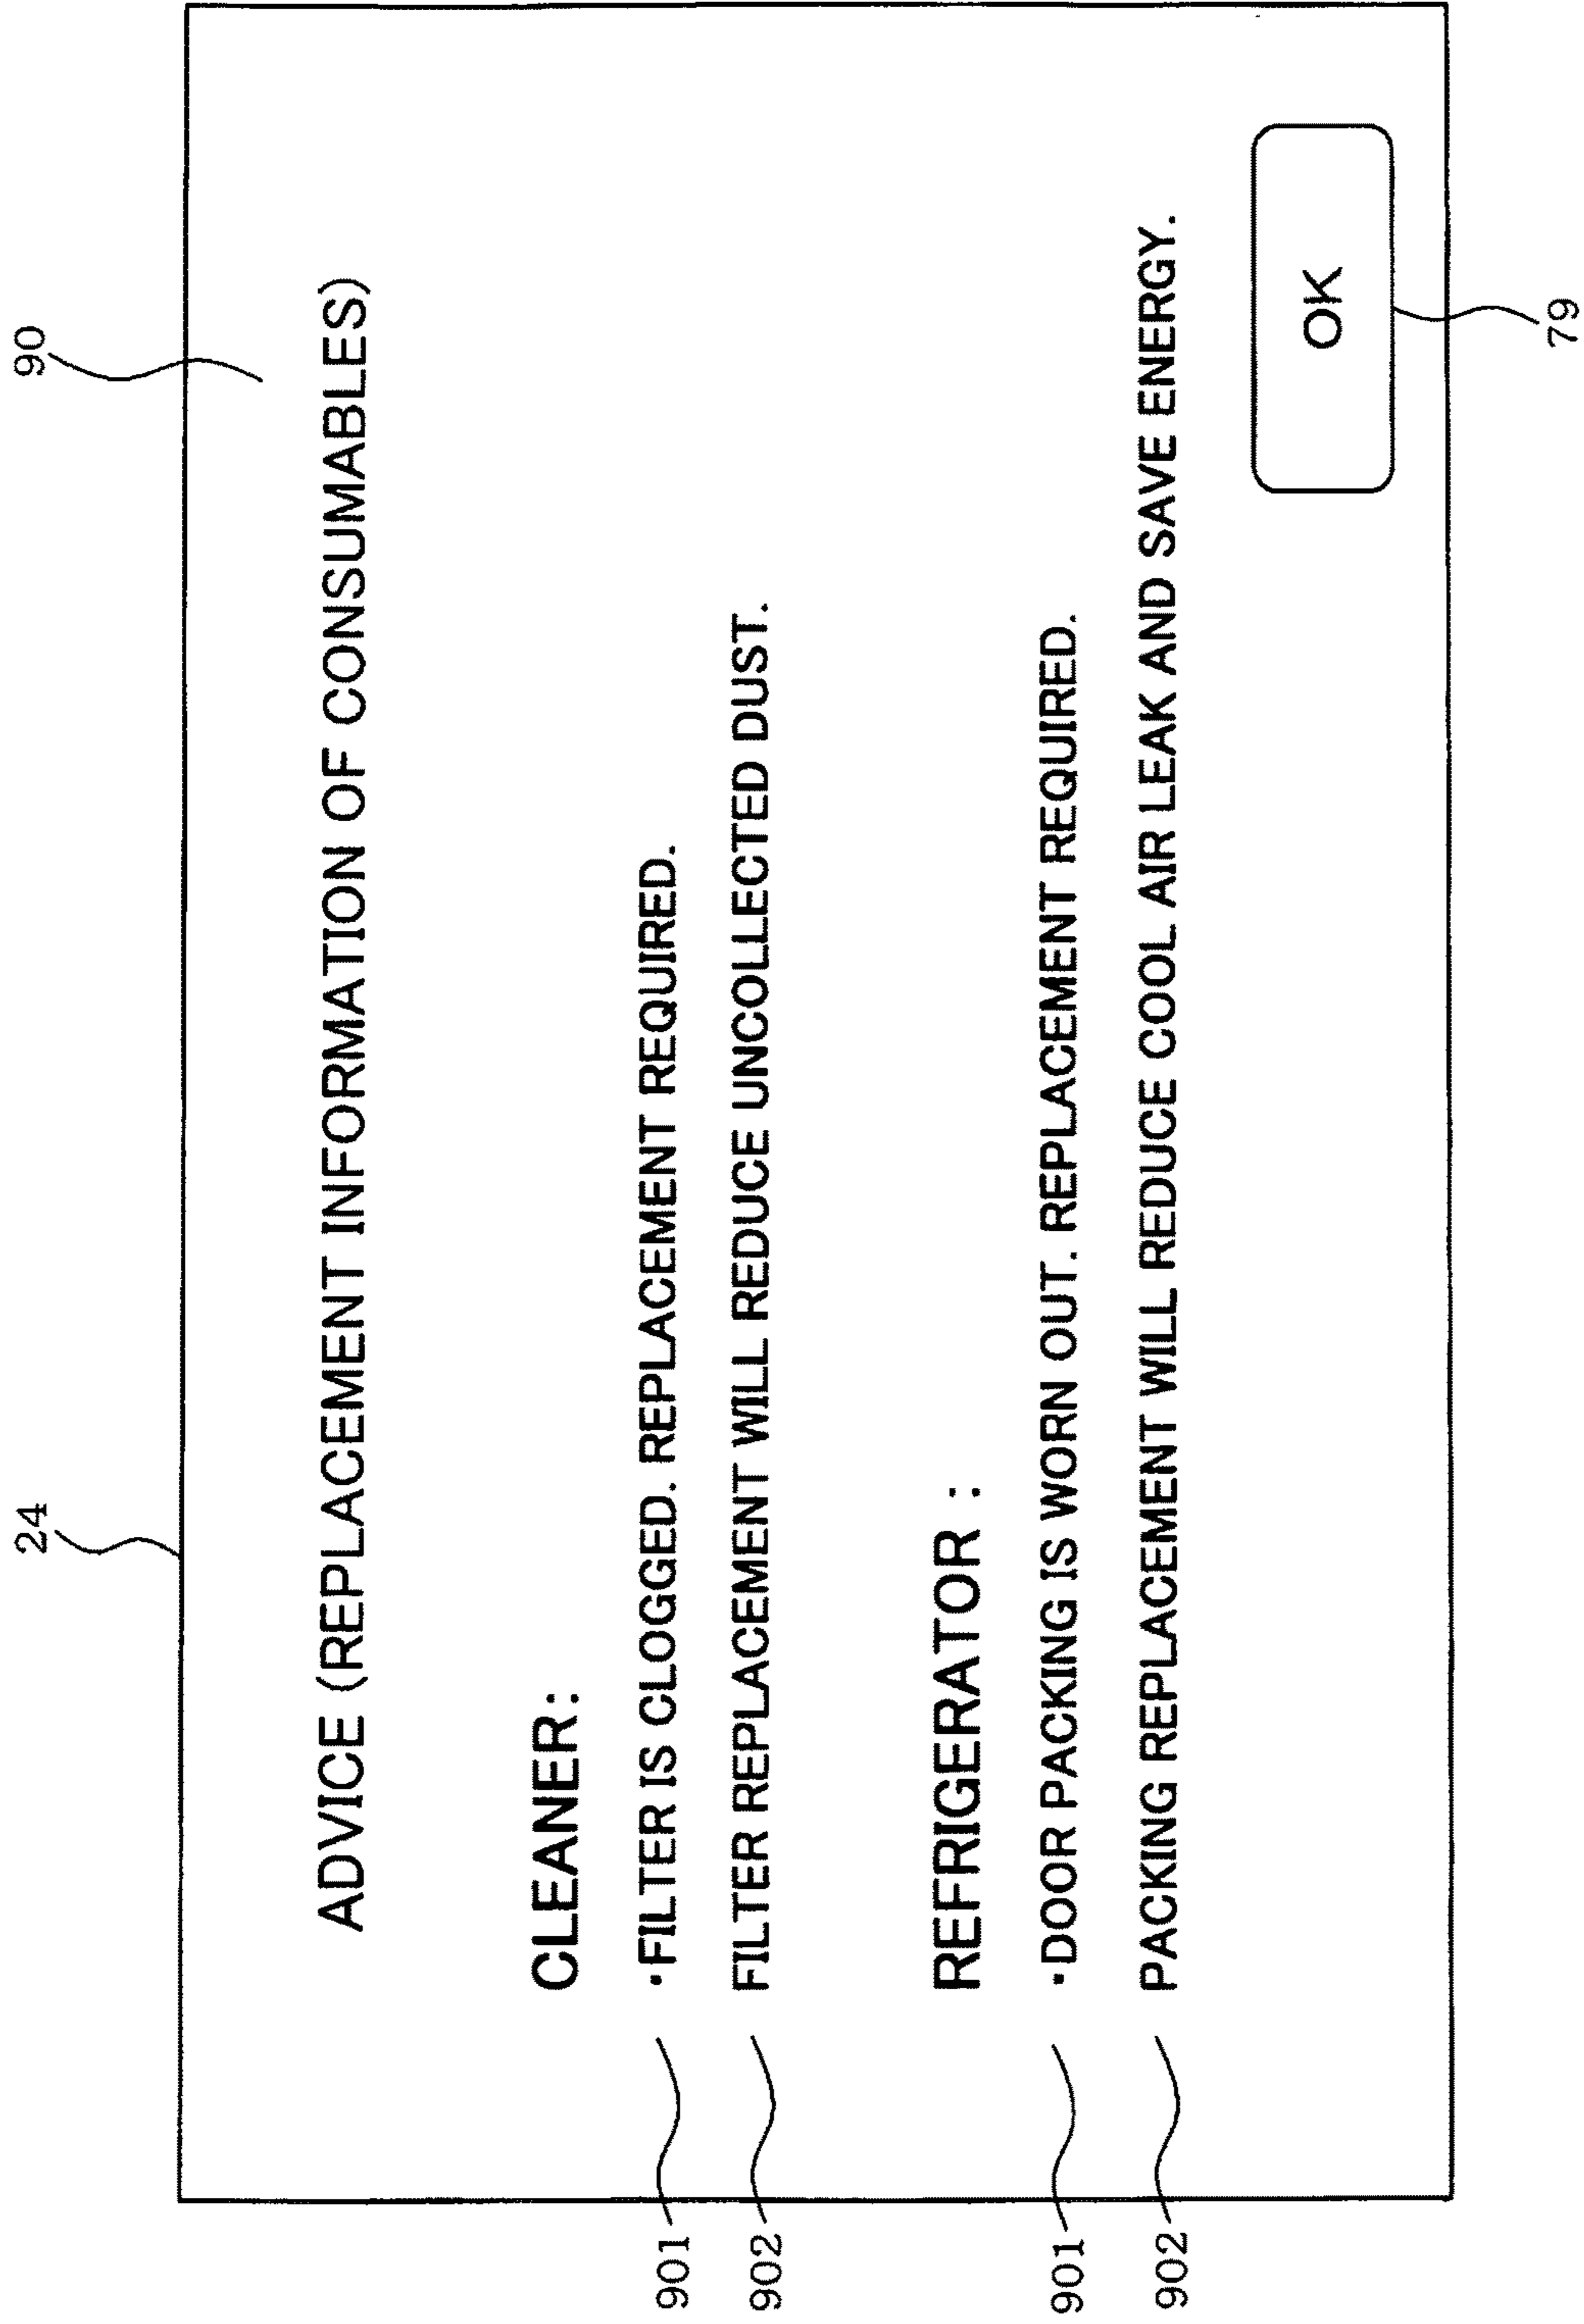 24
90
ADVICE (REPLACEMENT INFORMATION OF CONSUMABLES)
CLEANER:
901
・FILTER IS CLOGGED. REPLACEMENT REQUIRED.
902
FILTER REPLACEMENT WILL REDUCE UNCOLLECTED DUST.
REFRIGERATOR :
901
・DOOR PACKING IS WORN OUT. REPLACEMENT REQUIRED.
902
PACKING REPLACEMENT WILL REDUCE COOL AIR LEAK AND SAVE ENERGY.
OK
79